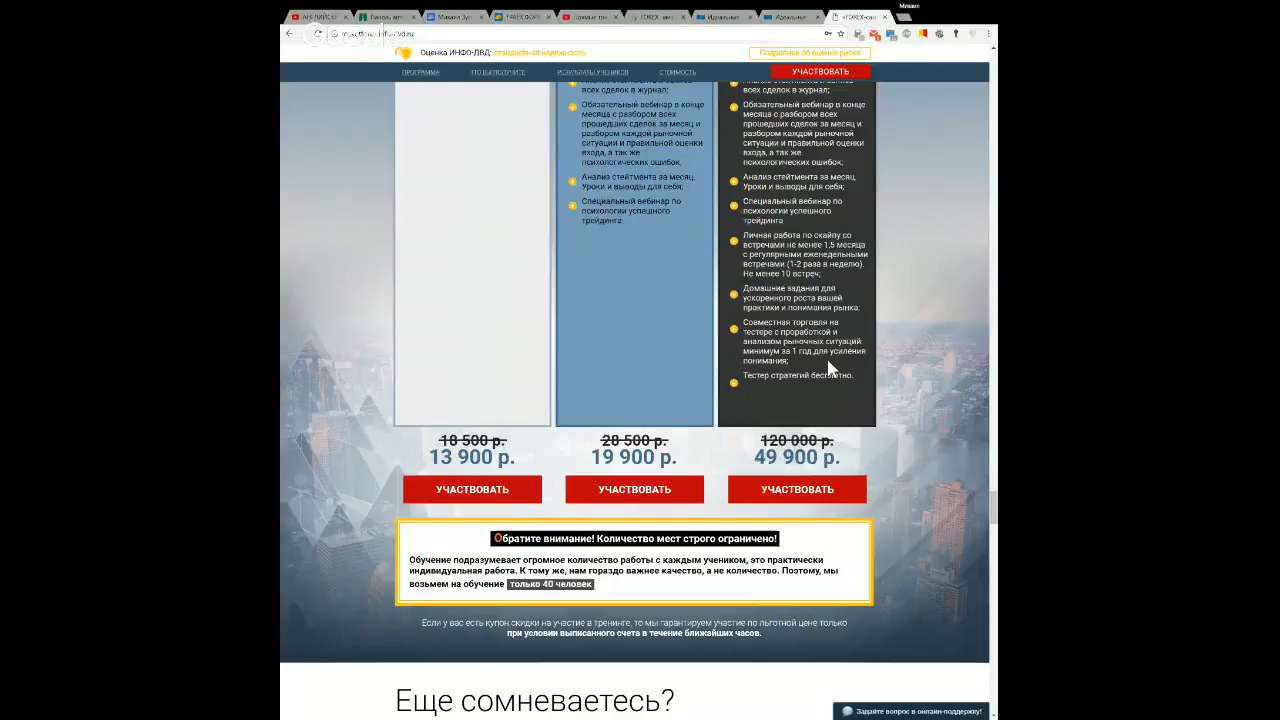 Михаил
АНГЛИЙСКИ
Михаил Зуе
FOREX
Идеальные
Идеальные
«FOREX-сам
Оценка ИНФО-ДВД: стандартная надежность
Подробнее об оценке риска
ПРОГРАММА
ЧТО ВЫ ПОЛУЧИТЕ
РЕЗУЛЬТАТЫ УЧЕНИКОВ
СТОИМОСТЬ
УЧАСТВОВАТЬ
всех сделок в журнал;
Обязательный вебинар в конце
месяца с разбором всех
прошедших сделок за месяц и
разбором каждой рыночной
ситуации и правильной оценки
входа, а так же
психологических ошибок;
Анализ стейтмента за месяц.
Уроки и выводы для себя;
Специальный вебинар по
психологии успешного
трейдинга
всех сделок в журнал;
Обязательный вебинар в конце
месяца с разбором всех
прошедших сделок за месяц и
разбором каждой рыночной
ситуации и правильной оценки
входа, а так же
психологических ошибок;
Анализ стейтмента за месяц.
Уроки и выводы для себя;
Специальный вебинар по
психологии успешного
трейдинга
Личная работа по скайпу со
встречами не менее 1,5 месяца
с регулярными еженедельными
встречами (1-2 раза в неделю).
Не менее 10 встреч;
Домашние задания для
ускоренного роста вашей
практики и понимания рынка;
Совместная торговля на
тестере с проработкой и
анализом рыночных ситуаций
минимум за 1 год для усиления
понимания;
Тестер стратегий бесплатно.
18 500 р.
13 900 р.
УЧАСТВОВАТЬ
28 500 р.
19 900 р.
УЧАСТВОВАТЬ
120 000 р.
49 900 р.
УЧАСТВОВАТЬ
Обратите внимание! Количество мест строго ограничено!
Обучение подразумевает огромное количество работы с каждым учеником, это практически
индивидуальная работа. К тому же, нам гораздо важнее качество, а не количество. Поэтому, мы
возьмем на обучение только 40 человек
Если у вас есть купон скидки на участие в тренинге, то мы гарантируем участие по льготной цене только
при условии выписанного счета в течение ближайших часов.
Еще сомневаетесь?
Задайте вопрос в онлайн-поддержку!